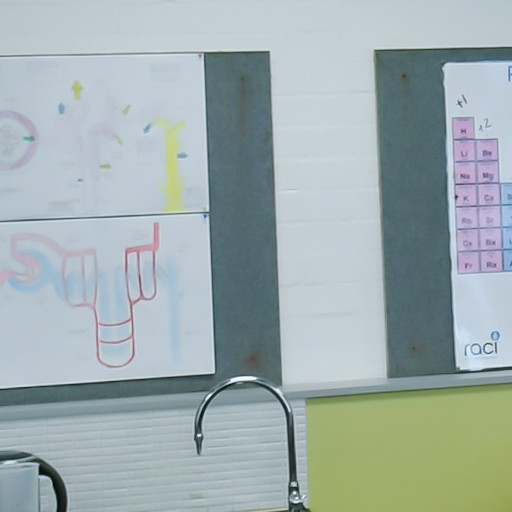 P
+1
+2
H
Li Be
Na Mg
K Ca
Rb Sr
Cs Ba
Fr Ra
raci